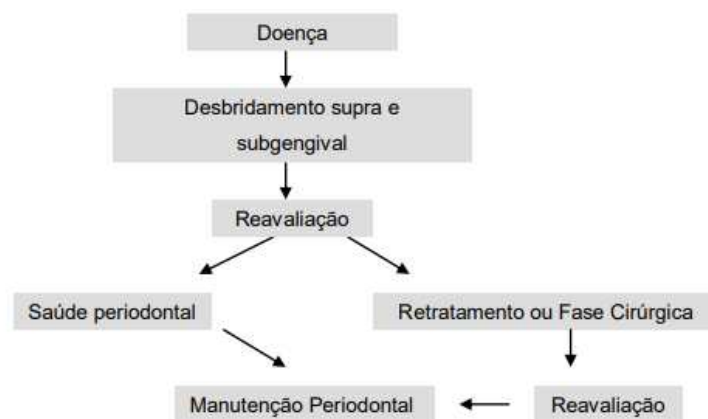 Doença
Desbridamento supra e
subgengival
Reavaliação
Saúde periodontal
Retratamento ou Fase Cirúrgica
Manutenção Periodontal
Reavaliação